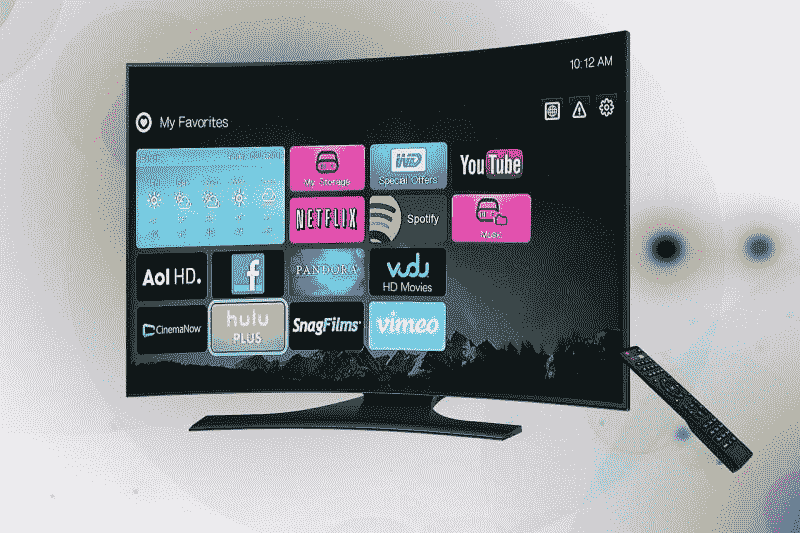 10:12 AM
My Favorites
My Storage
WD
Special Offers
YouTube
NETFLIX
Spotify
Music
Aol HD.
f
PANDORA
vudu
HD Movies
CinemaNow
hulu
PLUS
SnagFilms
vimeo